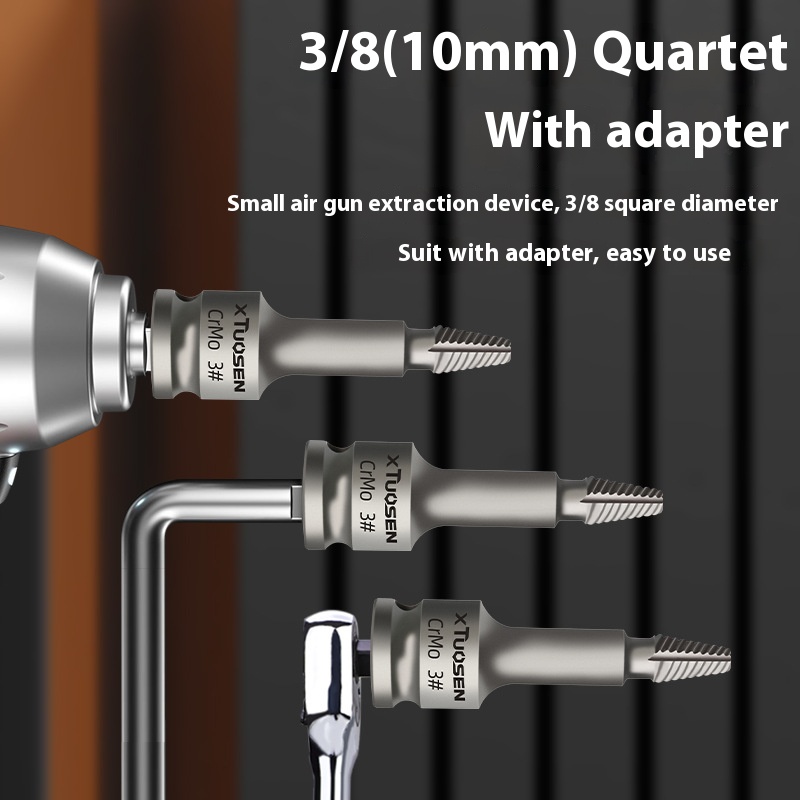 3/8(10mm) Quartet
With adapter
Small air gun extraction device, 3/8 square diameter
Suit with adapter, easy to use
XTUOSEN
CrMo 3#
XTUOSEN
CrMo 3#
XTUOSEN
CrMo 3#